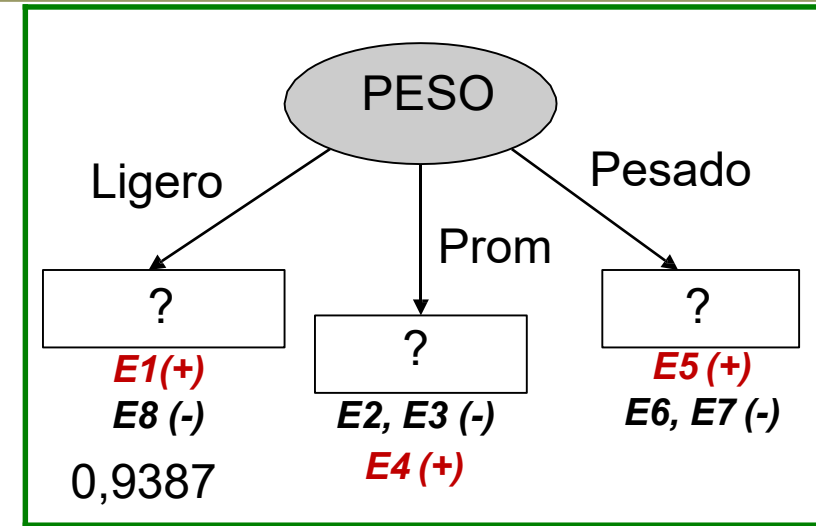 PESO
Ligero
Prom
Pesado
?
E1(+)
E8 (-)
0,9387
?
E2, E3 (-)
E4 (+)
?
E5 (+)
E6, E7 (-)